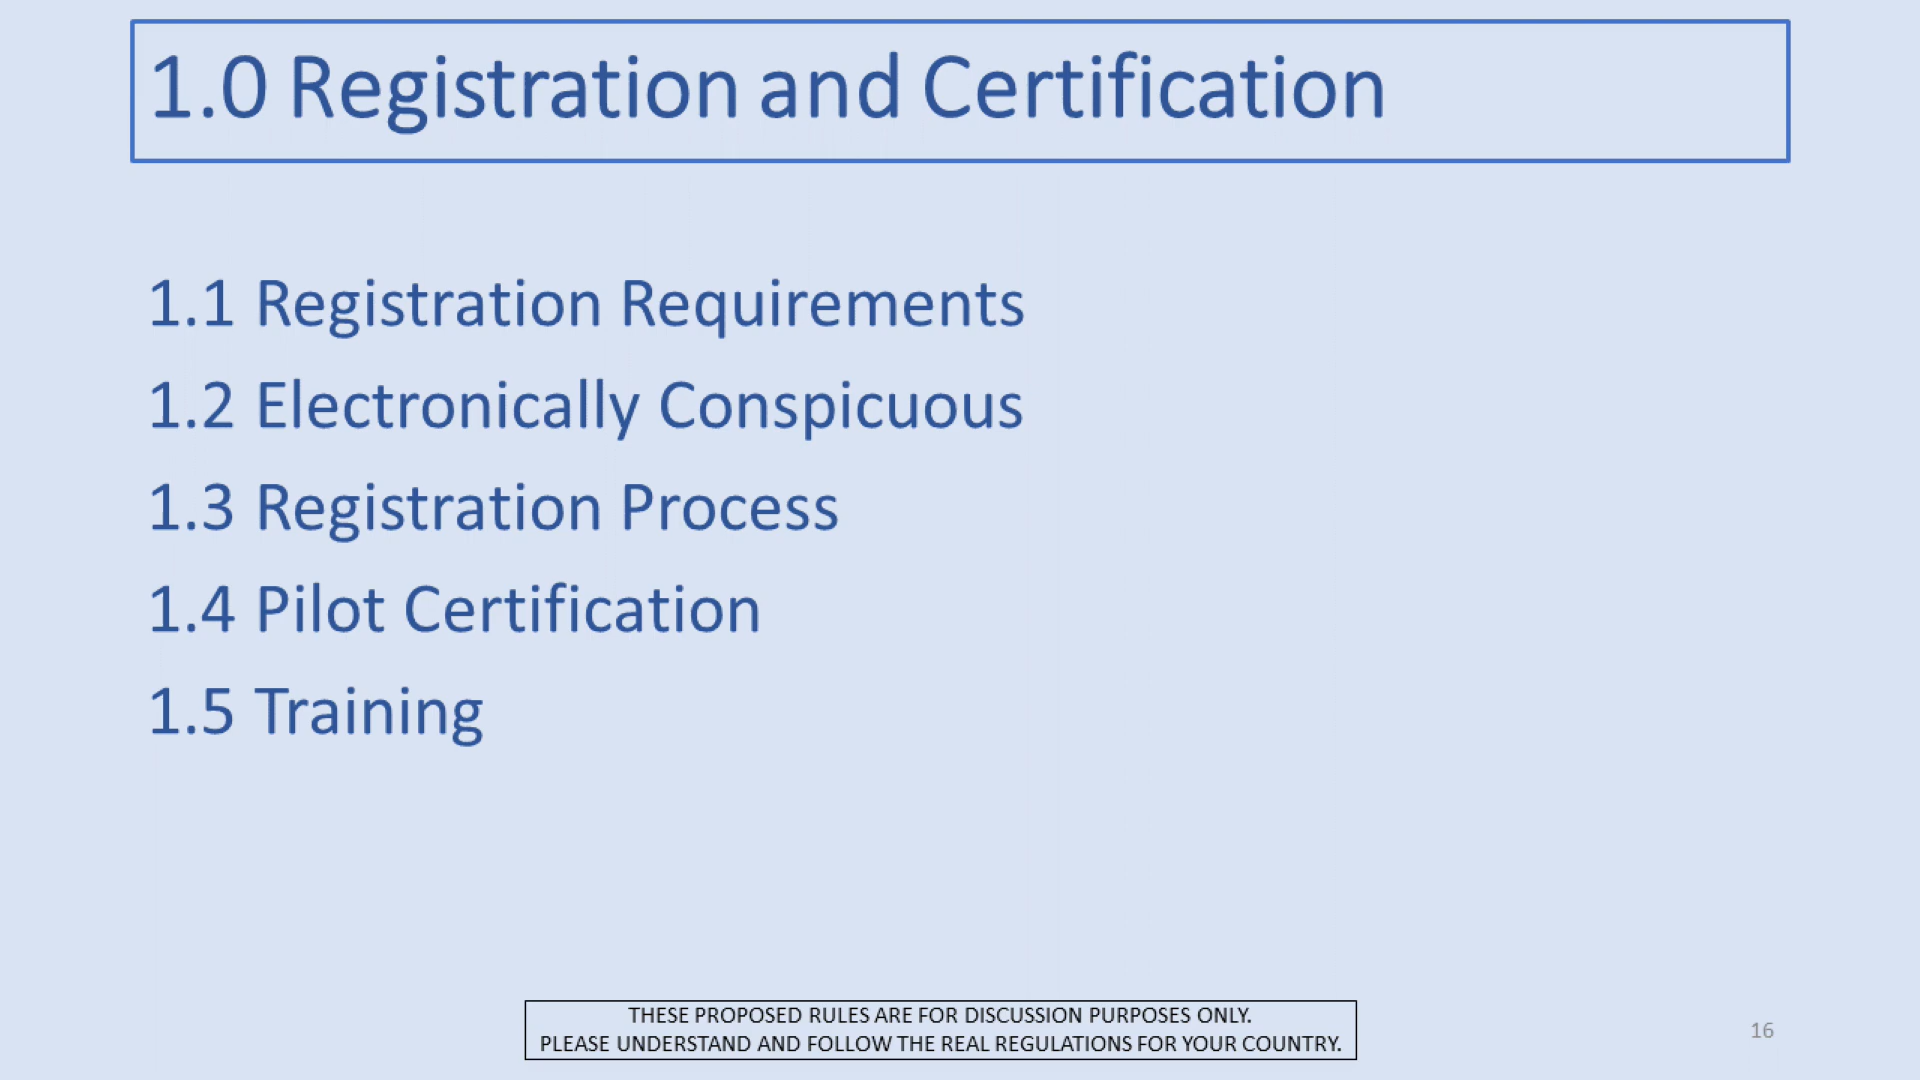 1.0 Registration and Certification
1.1 Registration Requirements
1.2 Electronically Conspicuous
1.3 Registration Process
1.4 Pilot Certification
1.5 Training
THESE PROPOSED RULES ARE FOR DISCUSSION PURPOSES ONLY.
PLEASE UNDERSTAND AND FOLLOW THE REAL REGULATIONS FOR YOUR COUNTRY.
16